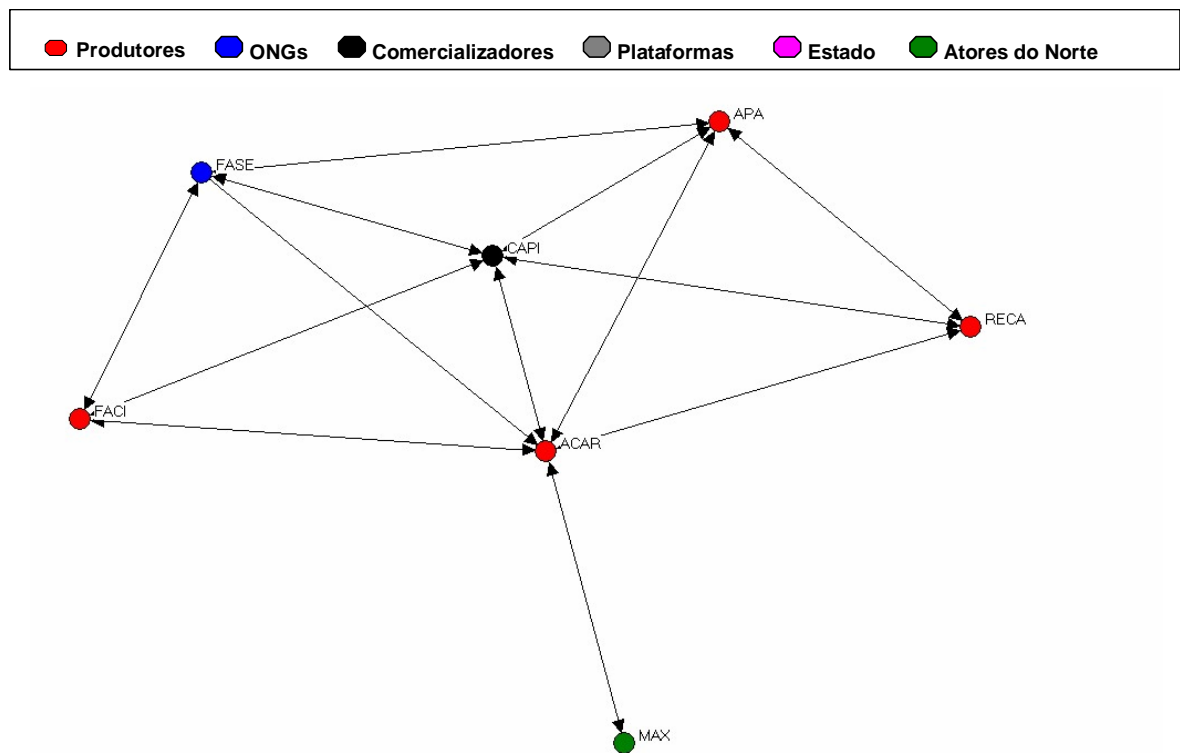 Produtores ONGs Comercializadores Plataformas Estado Atores do Norte
APA
FASE
CAPI
RECA
FACI
ACAR
MAX